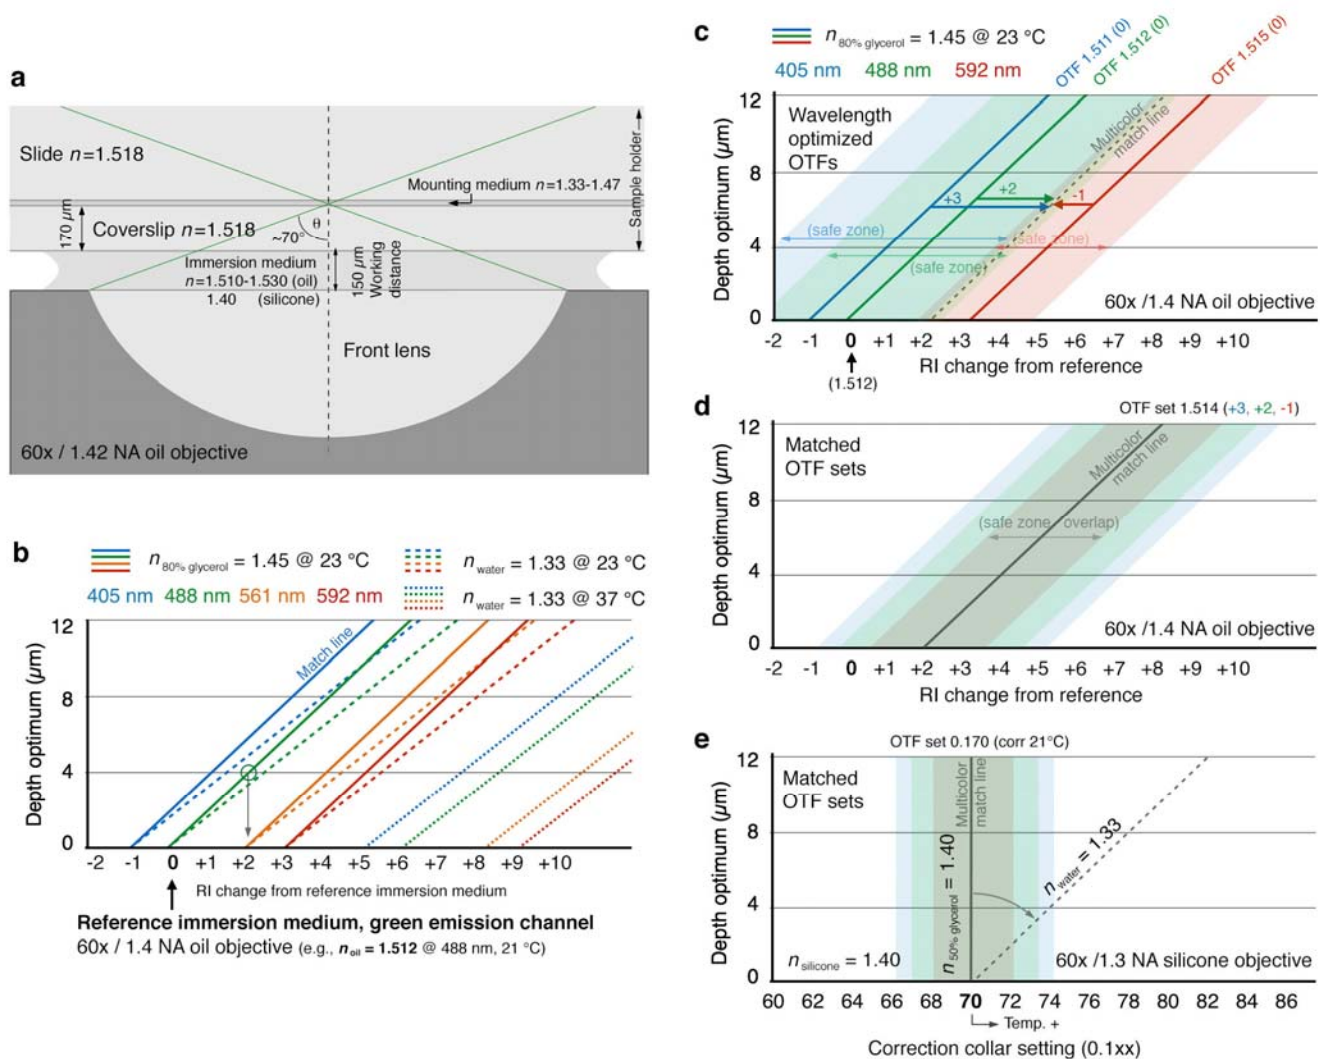 a
Slide n=1.518
Mounting medium n=1.33-1.47
Sample holder
170 µm
Coverslip n=1.518
θ
~70°
Immersion medium
n=1.510-1.530 (oil)
1.40 (silicone)
150 µm
Working
distance
Front lens
60x / 1.42 NA oil objective
b
n 80% glycerol = 1.45 @ 23 °C
n water = 1.33 @ 23 °C
405 nm 488 nm 561 nm 592 nm
n water = 1.33 @ 37 °C
Depth optimum (µm)
12
8
4
0
Match line
-2 -1 0 +1 +2 +3 +4 +5 +6 +7 +8 +9 +10
RI change from reference immersion medium
Reference immersion medium, green emission channel
60x / 1.4 NA oil objective (e.g., n oil = 1.512 @ 488 nm, 21 °C)
c
n 80% glycerol = 1.45 @ 23 °C
405 nm 488 nm 592 nm
OTF 1.511 (0)
OTF 1.512 (0)
OTF 1.515 (0)
Depth optimum (µm)
12
8
4
0
Wavelength
optimized
OTFs
Multicolor
match line
+3
+2
-1
(safe zone)
(safe zone)
(safe zone)
60x /1.4 NA oil objective
-2 -1 0 +1 +2 +3 +4 +5 +6 +7 +8 +9 +10
RI change from reference
(1.512)
d
OTF set 1.514 (+3, +2, -1)
Depth optimum (µm)
12
8
4
0
Matched
OTF sets
Multicolor
match line
(safe zone overlap)
60x /1.4 NA oil objective
-2 -1 0 +1 +2 +3 +4 +5 +6 +7 +8 +9 +10
RI change from reference
e
OTF set 0.170 (corr 21°C)
Depth optimum (µm)
12
8
4
0
Matched
OTF sets
Multicolor
match line
n 50% glycerol = 1.40
n water = 1.33
n silicone = 1.40
60x /1.3 NA silicone objective
60 62 64 66 68 70 72 74 76 78 80 82 84 86
Temp. +
Correction collar setting (0.1xx)